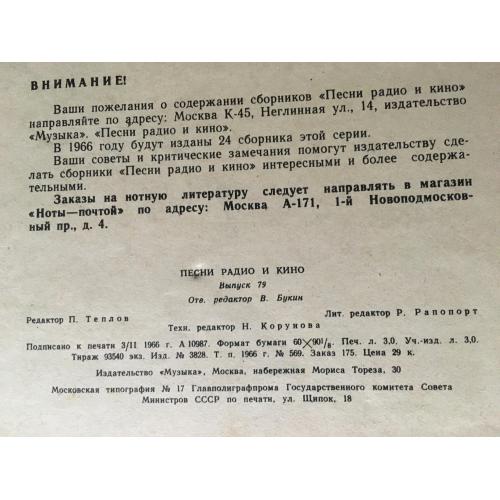 ВНИМАНИЕ!
Ваши пожелания о содержании сборников «Песни радио и кино»
направляйте по адресу: Москва К-45, Неглинная ул., 14, издательство
«Музыка». «Песни радио и кино».
В 1966 году будут изданы 24 сборника этой серии.
Ваши советы и критические замечания помогут издательству сде-
лать сборники «Песни радио и кино» интересными и более содержа-
тельными.
Заказы на нотную литературу следует направлять в магазин
«Ноты—почтой» по адресу: Москва А-171, 1-й Новоподмосков-
ный пр., д. 4.
ПЕСНИ РАДИО И КИНО
Выпуск 79
Отв. редактор В. Букин
Редактор П. Теплов Лит. редактор Р. Рапопорт
Техн. редактор Н. Корунова
Подписано к печати 3/II 1966 г. А 10987. Формат бумаги 60×901/8. Печ. л. 3,0. Уч.-изд. л. 3,0.
Тираж 93540 экз. Изд. № 3828. Т. п. 1966 г. № 569. Заказ 175. Цена 29 к.
Издательство «Музыка», Москва, набережная Мориса Тореза, 30
Московская типография № 17 Главполиграфпрома Государственного комитета Совета
Министров СССР по печати, ул. Щипок, 18